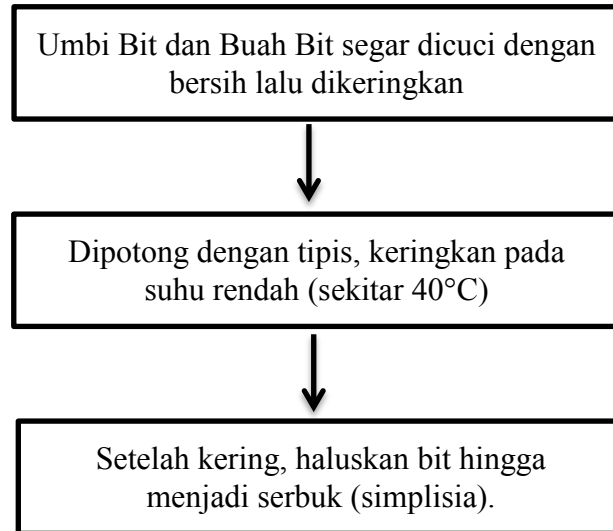 Umbi Bit dan Buah Bit segar dicuci dengan
bersih lalu dikeringkan
Dipotong dengan tipis, keringkan pada
suhu rendah (sekitar 40°C)
Setelah kering, haluskan bit hingga
menjadi serbuk (simplisia).